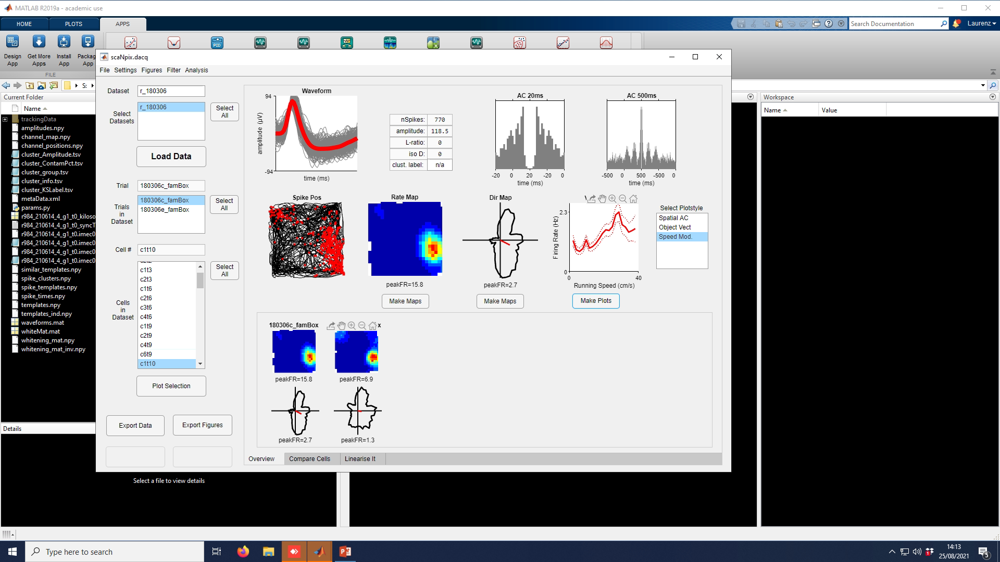 MATLAB R2019a - academic use
HOME PLOTS APPS
Search Documentation Laurenz
Design App
Get More Apps
Install App
Packag App
PID
FILE
S:
Current Folder
Name
trackingData
amplitudes.npy
channel_map.npy
channel_positions.npy
cluster_Amplitude.tsv
cluster_ContamPct.tsv
cluster_group.tsv
cluster_info.tsv
cluster_KSLabel.tsv
metaData.xml
params.py
r984_210614_4_g1_t0_kiloso
r984_210614_4_g1_t0_syncT
r984_210614_4_g1_t0.imec0
r984_210614_4_g1_t0.imec0
r984_210614_4_g1_t0.imec0
r984_210614_4_g1_t0.imec0
similar_templates.npy
spike_clusters.npy
spike_templates.npy
spike_times.npy
templates.npy
templates_ind.npy
waveforms.mat
whiteMat.mat
whitening_mat.npy
whitening_mat_inv.npy
Details
Select a file to view details
Workspace
Name Value
scaNpix.dacq
File Settings Figures Filter Analysis
Dataset r_180306
Select Datasets
r_180306
Select All
Load Data
Trial 180306c_famBox
Trials in Dataset
180306c_famBox
180306e_famBox
Select All
Cell # c1t10
Cells in Dataset
c2t2
c1t3
c2t3
c1t6
c2t6
c3t6
c4t6
c1t9
c2t9
c4t9
c6t9
c1t10
Select All
Plot Selection
Export Data Export Figures
Waveform
94
-94
amplitude (µV)
time (ms)
nSpikes: 770
amplitude: 118.5
L-ratio: 0
iso D: 0
clust. label: n/a
AC 20ms
-20 0 20 -20 0
time (ms)
AC 500ms
-500 0 500 -500 0
time (ms)
Spike Pos
Rate Map
peakFR=15.8
Make Maps
Dir Map
peakFR=2.7
Make Maps
Firing Rate (Hz)
2.3
0
0 40
Running Speed (cm/s)
Make Plots
Select Plotstyle
Spatial AC
Object Vect
Speed Mod.
180306c_famBox x
peakFR=15.8 peakFR=6.9
peakFR=2.7 peakFR=1.3
Overview Compare Cells Linearise It
Type here to search
14:13
25/08/2021
5